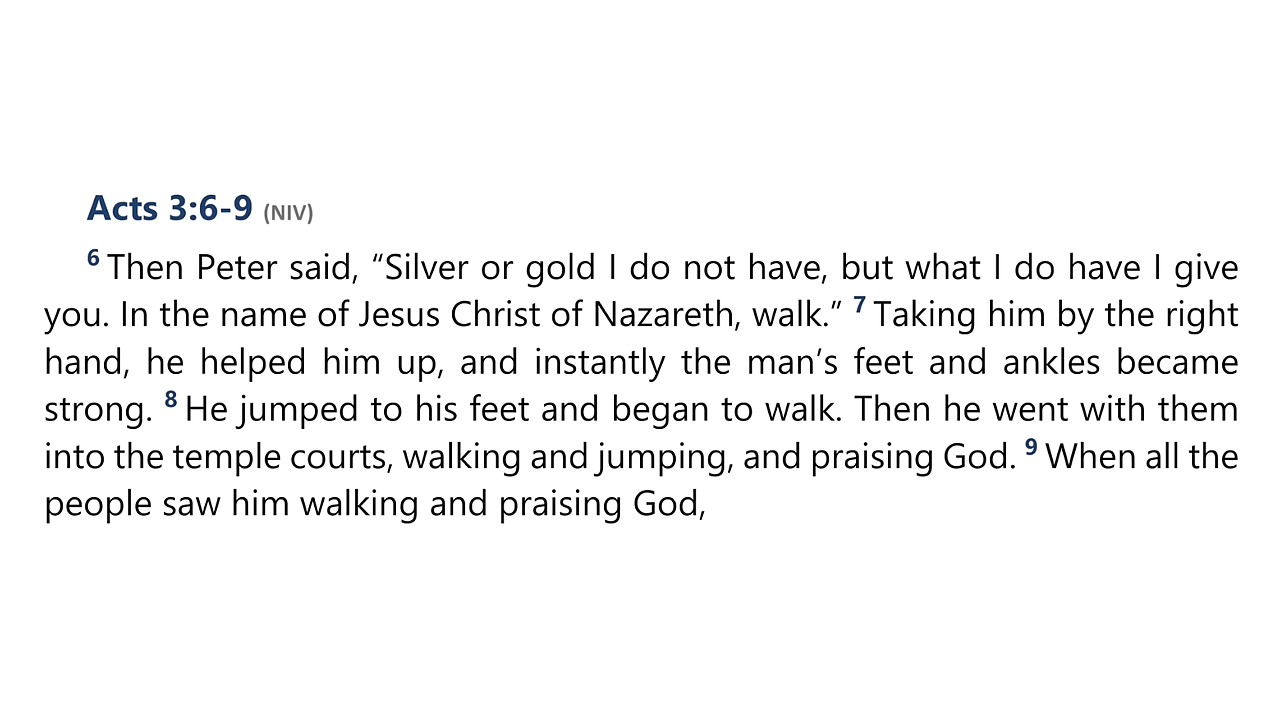 Acts 3:6-9 (NIV)
6 Then Peter said, “Silver or gold I do not have, but what I do have I give
you. In the name of Jesus Christ of Nazareth, walk.” 7 Taking him by the right
hand, he helped him up, and instantly the man’s feet and ankles became
strong. 8 He jumped to his feet and began to walk. Then he went with them
into the temple courts, walking and jumping, and praising God. 9 When all the
people saw him walking and praising God,